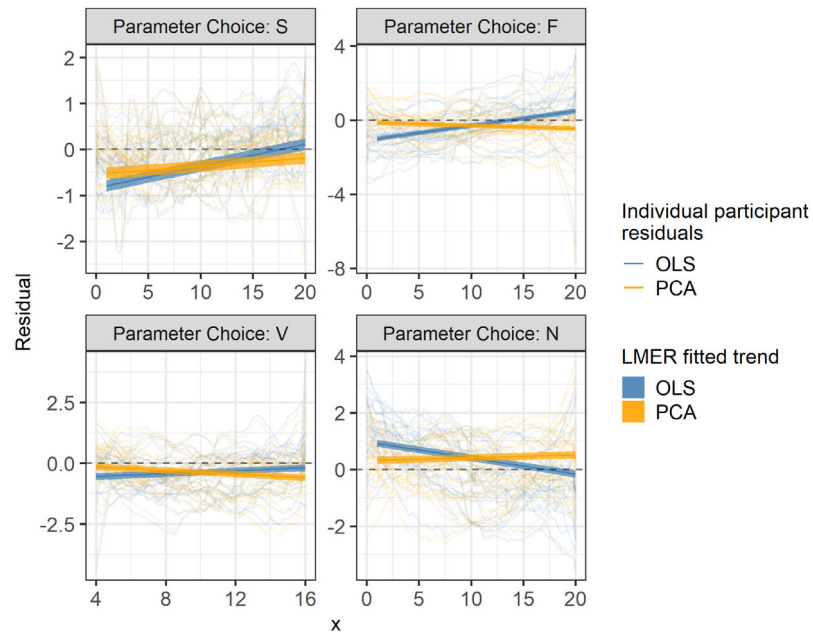 Parameter Choice: S
Parameter Choice: F
2
1
0
-1
-2
0
5
10
15
20
4
0
-4
-8
0
5
10
15
20
Parameter Choice: V
Parameter Choice: N
2.5
0.0
-2.5
4
8
12
16
4
2
0
-2
0
5
10
15
20
Residual
x
Individual participant
residuals
OLS
PCA
LMER fitted trend
OLS
PCA